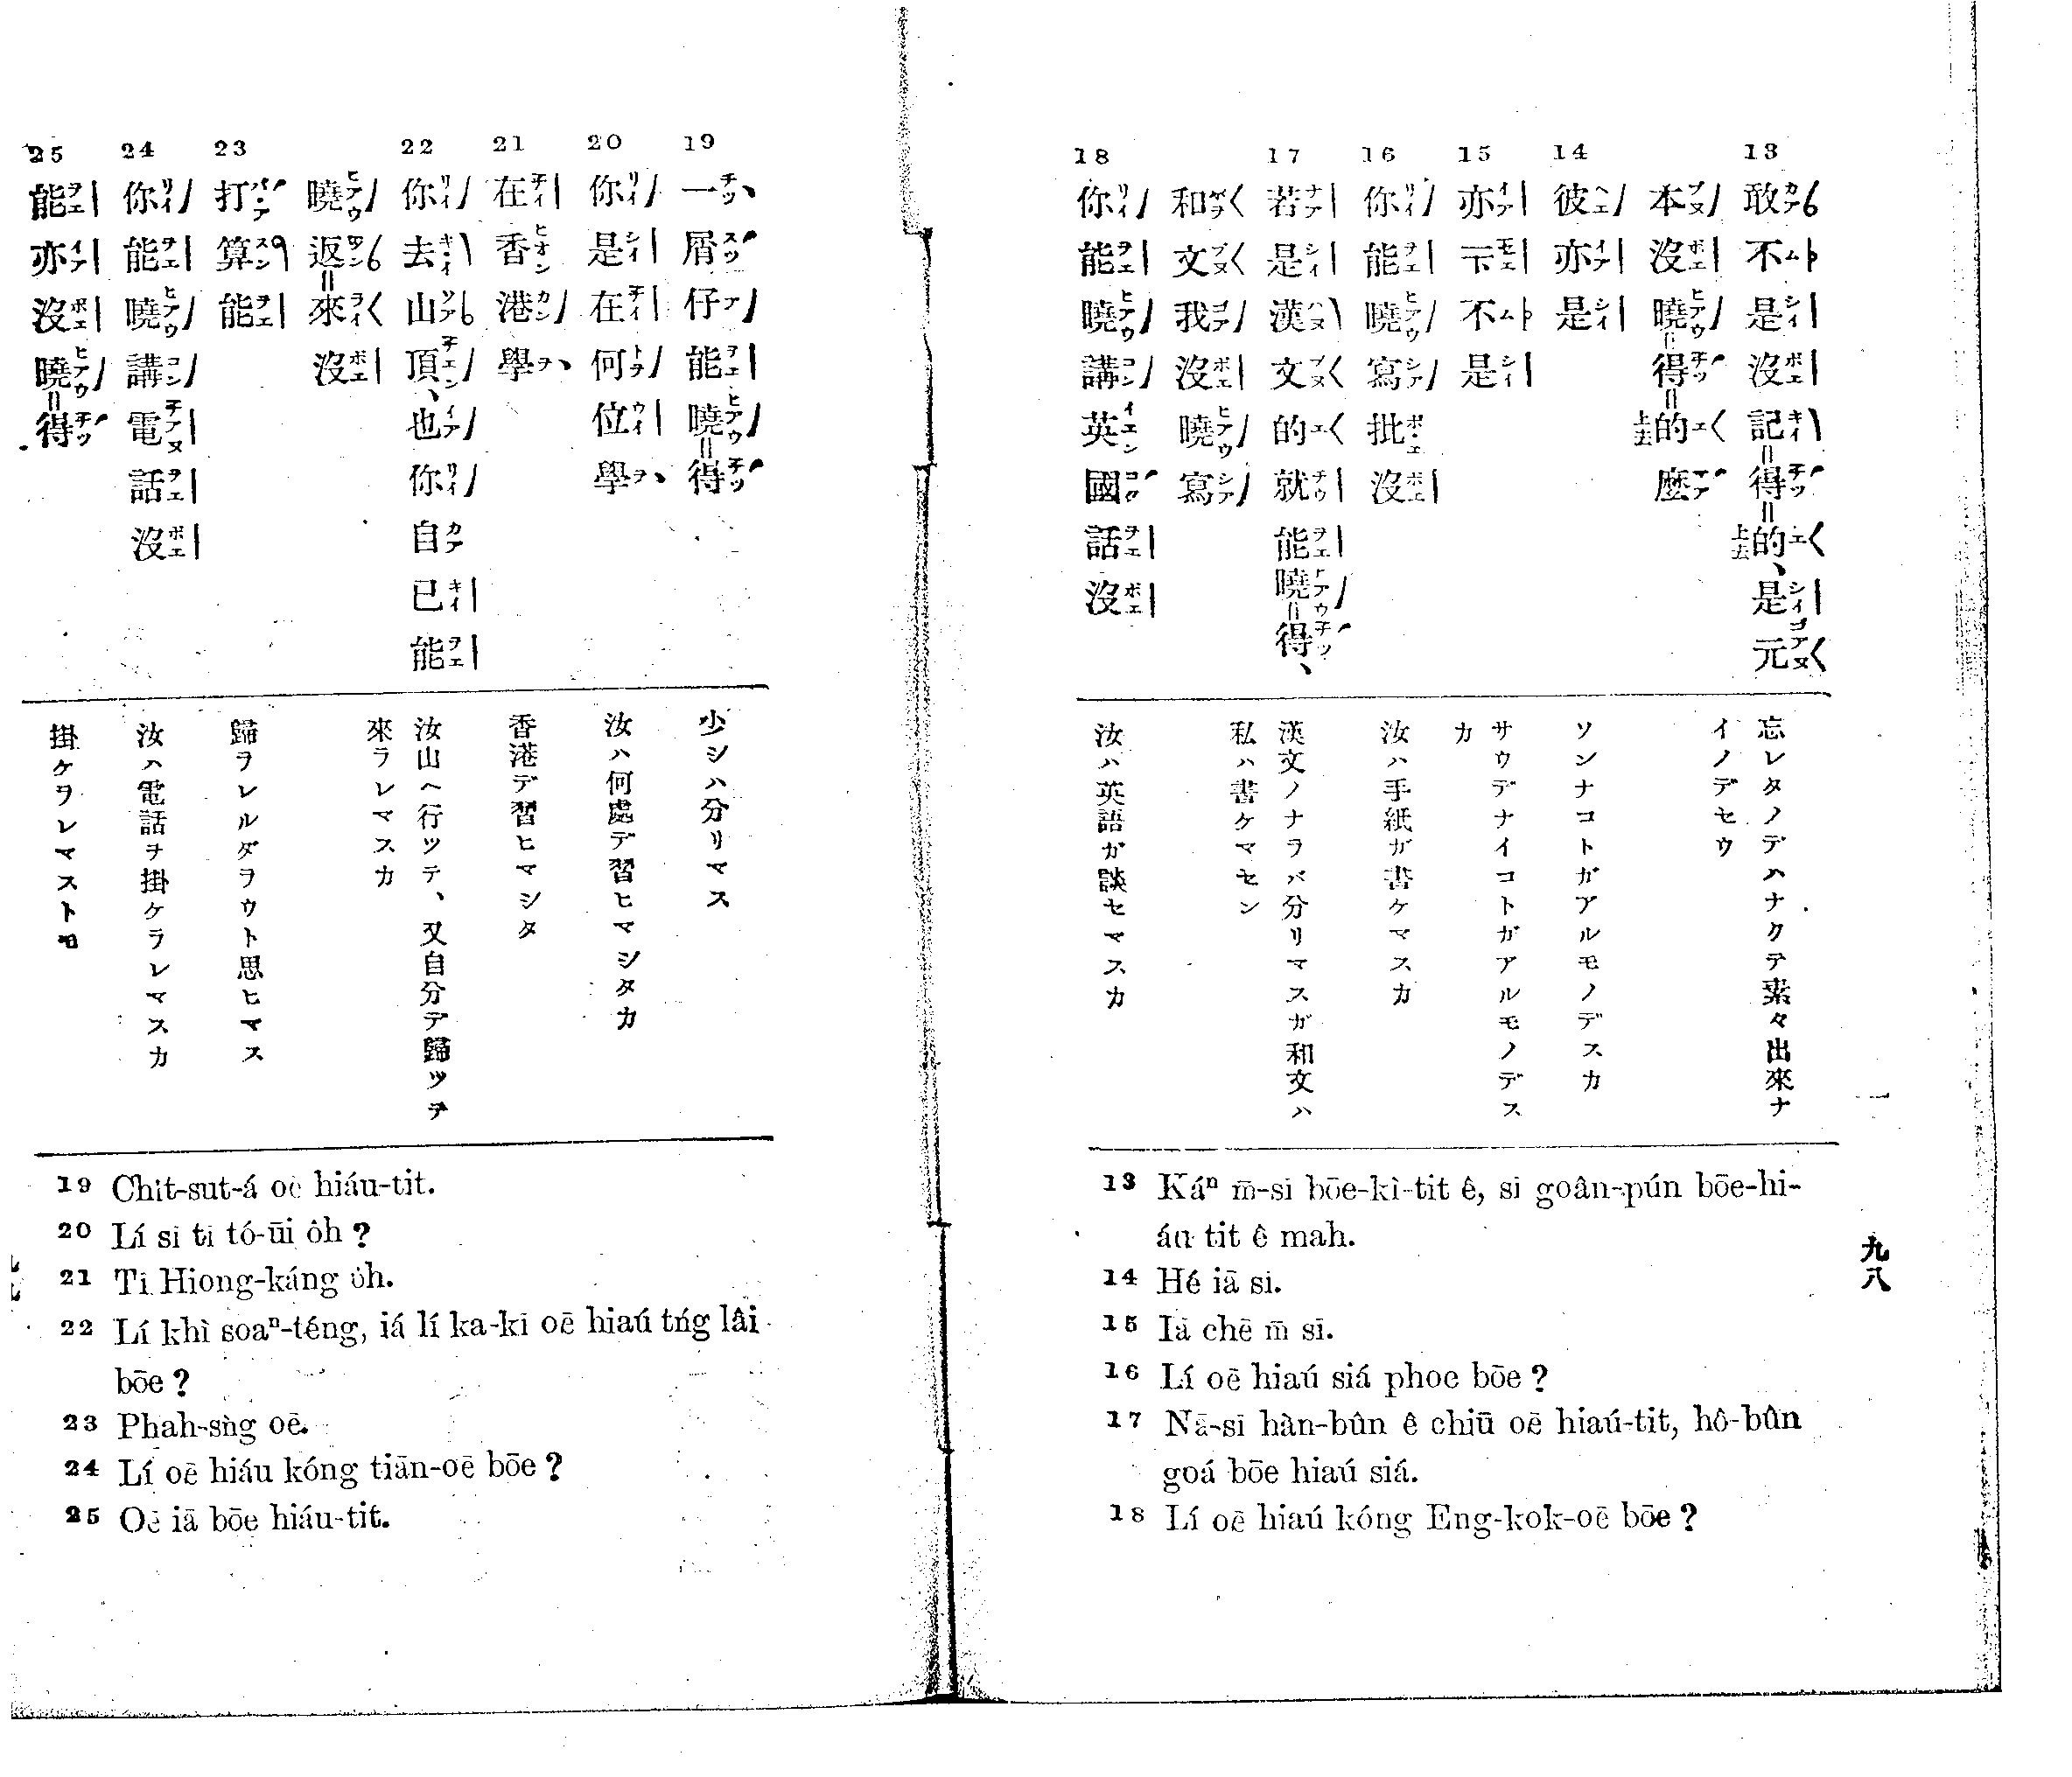 13
敢不是沒記得的、是元
本沒曉得的麼
14
彼亦是
15
亦不是
16
你能曉寫批沒
17
若是漢文的就能曉得、
和文我沒曉寫
18
你能曉講英國話沒
忘レタノデハナクテ素々出來ナ
イノデセウ
ソンナコトガアルモノデスカ
サウデナイコトガアルモノデス
カ
汝ハ手紙ガ書ケマスカ
漢文ノナラバ分リマスガ和文ハ
私ハ書ケマセン
汝ハ英語ガ談セマスカ
13 Káⁿ m̄-sī bōe-kì-tit ê, sī goân-pún bōe-hi-
áu tit ê mah.
14 Hé iā sī.
15 Iā chē m̄ sī.
16 Lí oē hiaú siá phoe bōe?
17 Nā-sī hàn-bûn ê chiū oē hiaú-tit, hô-bûn
goá bōe hiaú siá.
18 Lí oē hiaú kóng Eng-kok-oē bōe?
九八
19
一屑仔能曉得
20
你是在何位學
21
在香港學
22
你去山頂、也你自己能
曉返來沒
23
打算能
24
你能曉講電話沒
25
能亦沒曉得
少シハ分リマス
汝ハ何處デ習ヒマシタカ
香港デ習ヒマシタ
汝山ヘ行ツテ、又自分デ歸ツテ
來ラレマスカ
歸ヲレルダヲウト思ヒマス
汝ハ電話ヲ掛ケラレマスカ
掛ケヲレマストモ
19 Chit-sut-á oē hiáu-tit.
20 Lí sī tī tó-ūi ôh?
21 Tī Hiong-káng ôh.
22 Lí khì soaⁿ-téng, iá lí ka-kī oē hiaú tńg lâi
bōe?
23 Phah-sǹg oē.
24 Lí oē hiáu kóng tiān-oē bōe?
25 Oē iā bōe hiáu-tit.